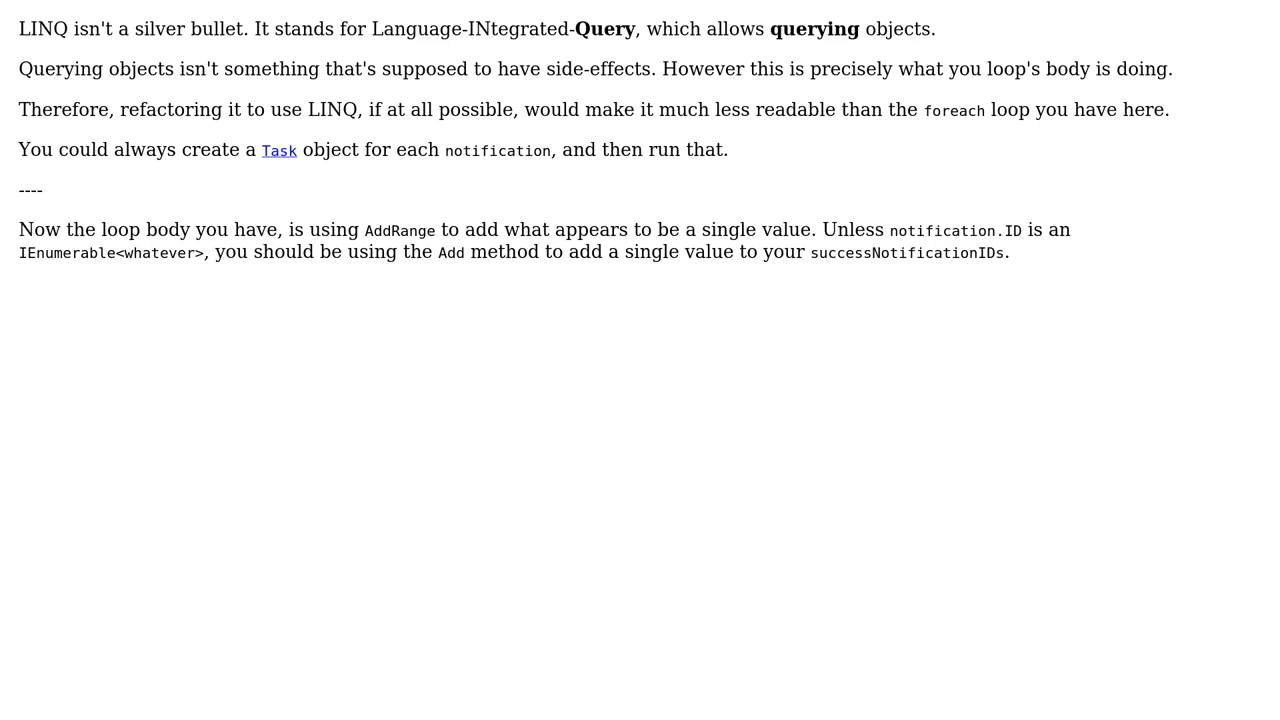 LINQ isn't a silver bullet. It stands for Language-INtegrated-Query, which allows querying objects.
Querying objects isn't something that's supposed to have side-effects. However this is precisely what you loop's body is doing.
Therefore, refactoring it to use LINQ, if at all possible, would make it much less readable than the foreach loop you have here.
You could always create a Task object for each notification, and then run that.
----
Now the loop body you have, is using AddRange to add what appears to be a single value. Unless notification.ID is an
IEnumerable<whatever>, you should be using the Add method to add a single value to your successNotificationIDs.